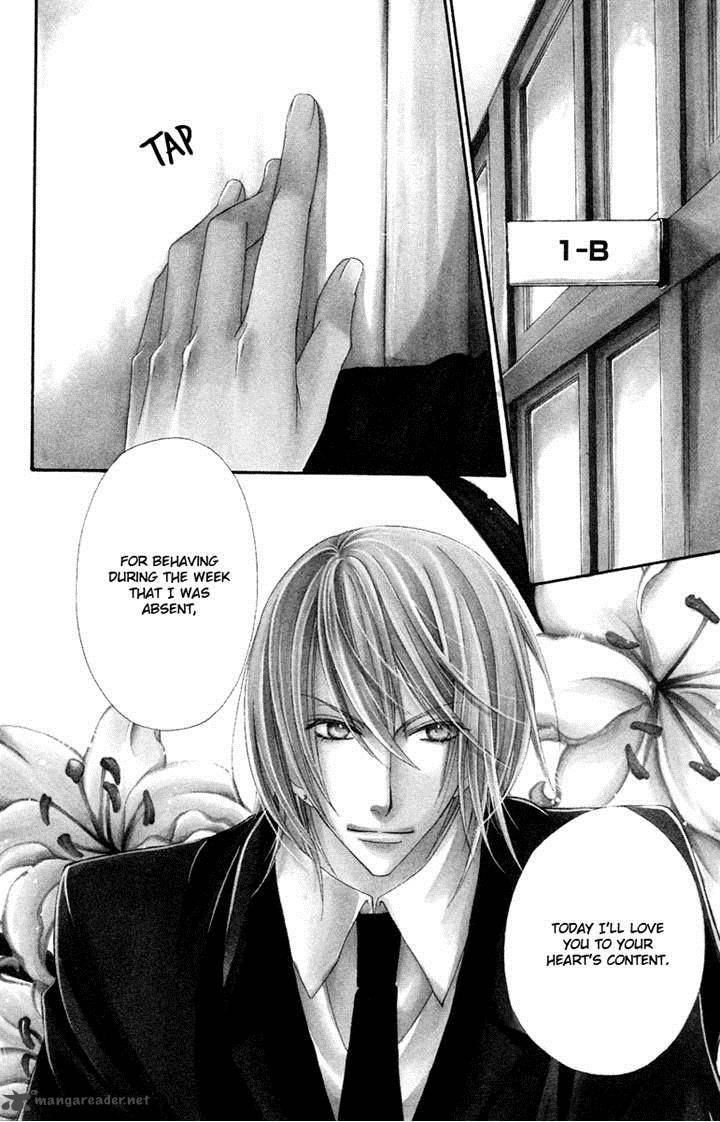 1-B
TAP
FOR BEHAVING
DURING THE WEEK
THAT I WAS
ABSENT,
TODAY I'LL LOVE
YOU TO YOUR
HEART'S CONTENT.
mangareader.net